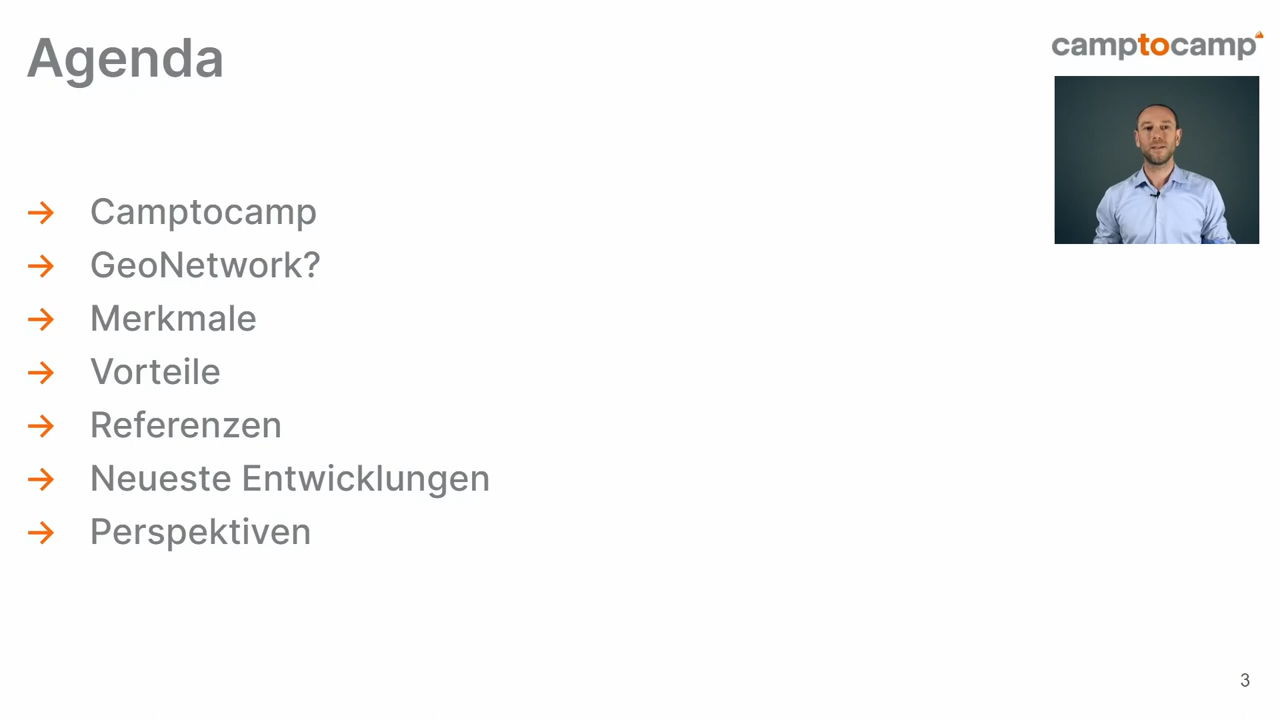 Agenda
camptocamp
→ Camptocamp
→ GeoNetwork?
→ Merkmale
→ Vorteile
→ Referenzen
→ Neueste Entwicklungen
→ Perspektiven
3